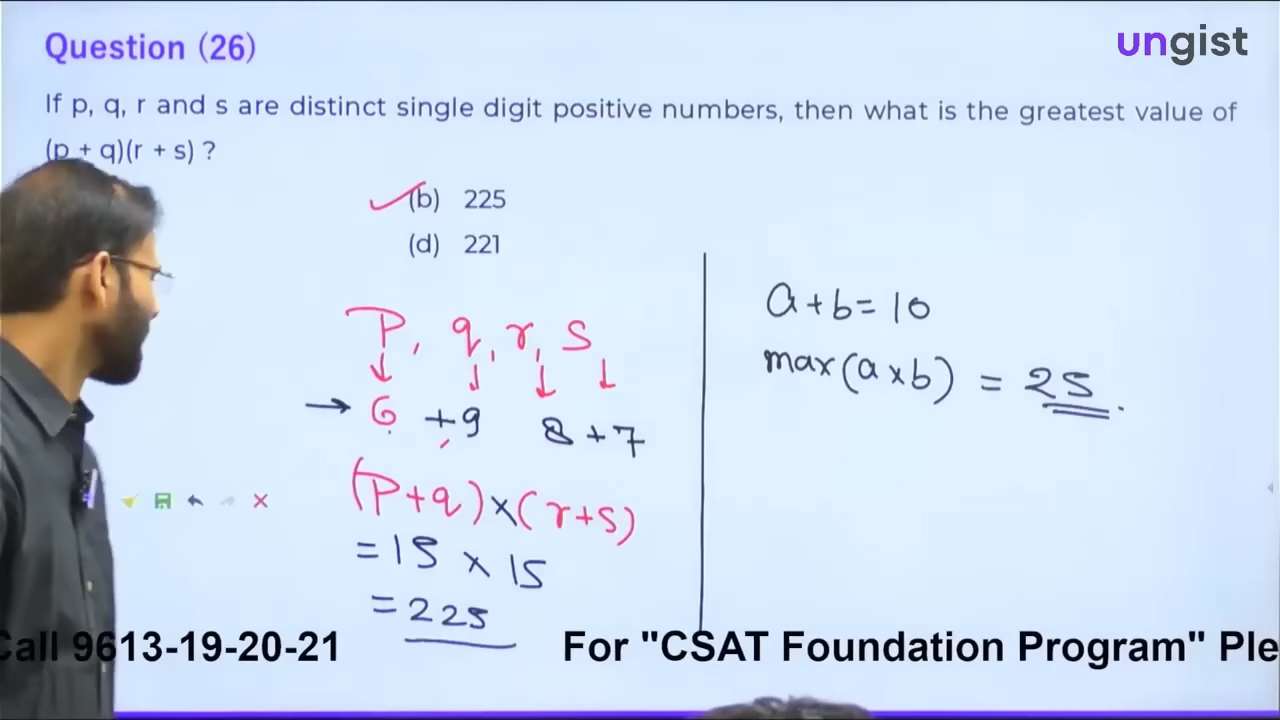 Question (26)
ungist
If p, q, r and s are distinct single digit positive numbers, then what is the greatest value of
(p + q)(r + s) ?
(b) 225
(d) 221
P, q, r, s
6 +9 8 +7
(P+q)×(r+s)
=15 × 15
=225
a+b=10
max(a×b) = 25.
Call 9613-19-20-21 For "CSAT Foundation Program" Ple